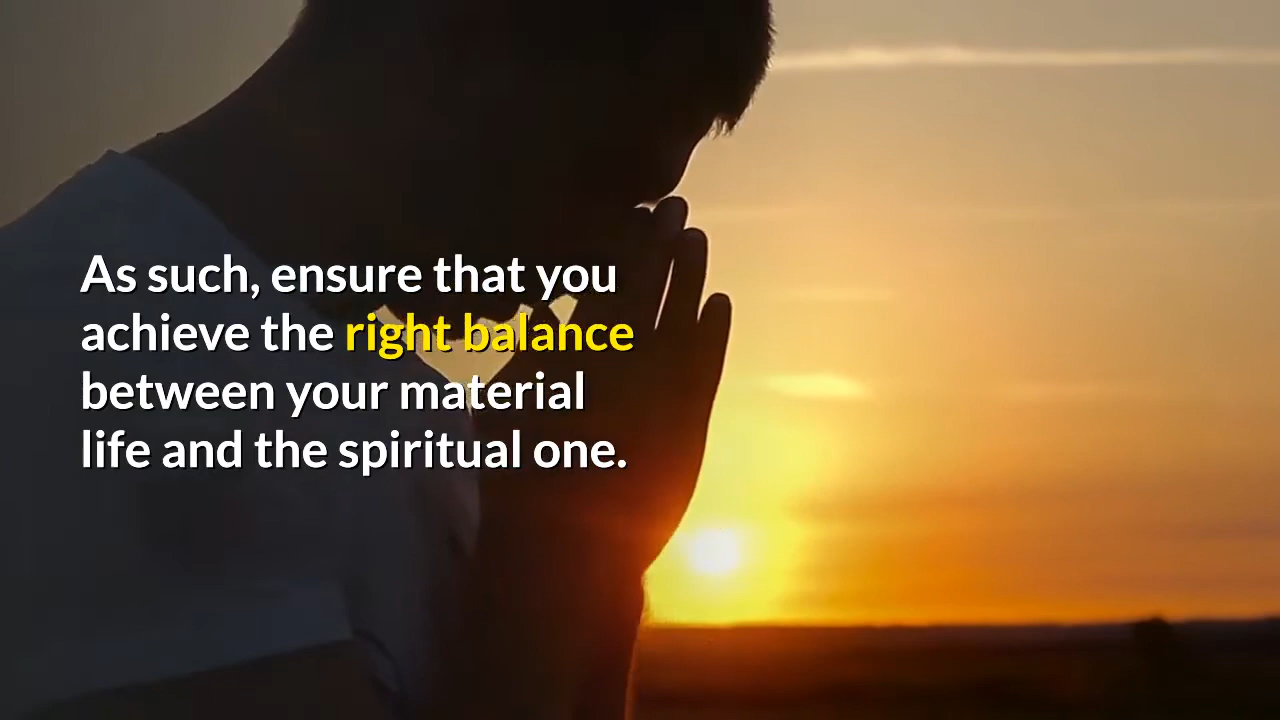 As such, ensure that you
achieve the right balance
between your material
life and the spiritual one.